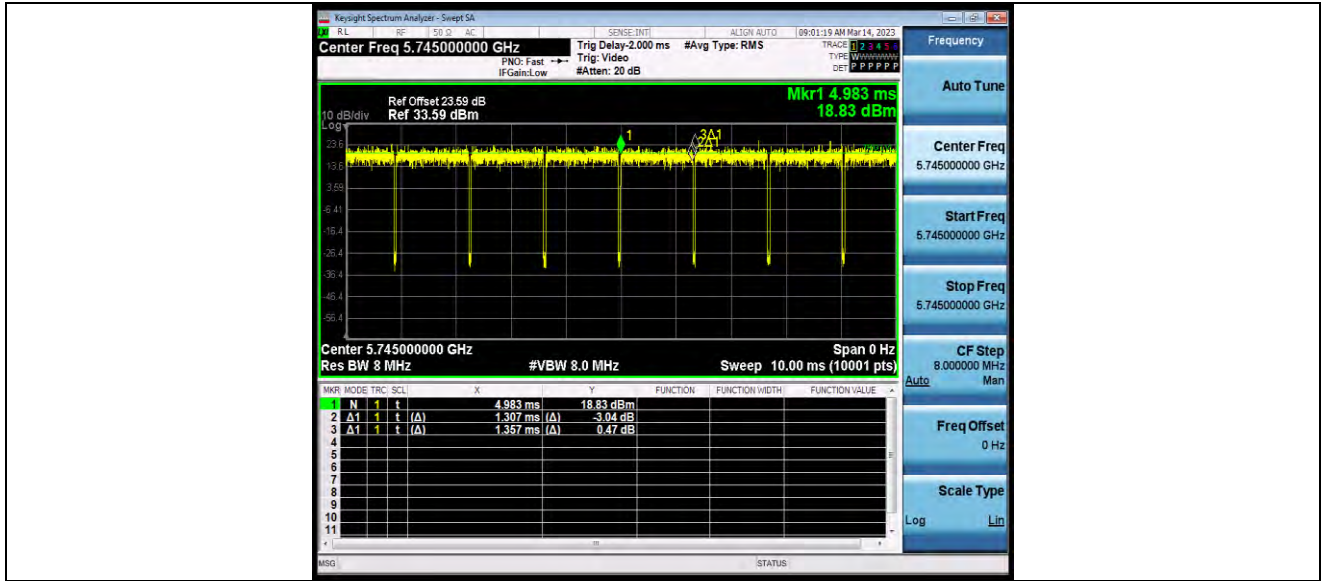 Keysight Spectrum Analyzer - Swept SA
RL RF 50 Ω AC SENSE:INT ALIGN AUTO 09:01:19 AM Mar 14, 2023
Center Freq 5.745000000 GHz Trig Delay-2.000 ms #Avg Type: RMS TRACE 1 2 3 4 5 6
PNO: Fast Trig: Video TYPE WWWWWW
IFGain:Low #Atten: 20 dB DET P P P P P P
Mkr1 4.983 ms
Ref Offset 23.59 dB
10 dB/div Ref 33.59 dBm 18.83 dBm
Log
1 3Δ1
2Δ1
23.6
13.6
3.59
-6.41
-16.4
-26.4
-36.4
-46.4
-56.4
Center 5.745000000 GHz Span 0 Hz
Res BW 8 MHz #VBW 8.0 MHz Sweep 10.00 ms (10001 pts)
MKR MODE TRC SCL X Y FUNCTION FUNCTION WIDTH FUNCTION VALUE
1 N 1 t 4.983 ms 18.83 dBm
2 Δ1 1 t (Δ) 1.307 ms (Δ) -3.04 dB
3 Δ1 1 t (Δ) 1.357 ms (Δ) 0.47 dB
4
5
6
7
8
9
10
11
MSG STATUS
Frequency
Auto Tune
Center Freq
5.745000000 GHz
Start Freq
5.745000000 GHz
Stop Freq
5.745000000 GHz
CF Step
8.000000 MHz
Auto Man
Freq Offset
0 Hz
Scale Type
Log Lin